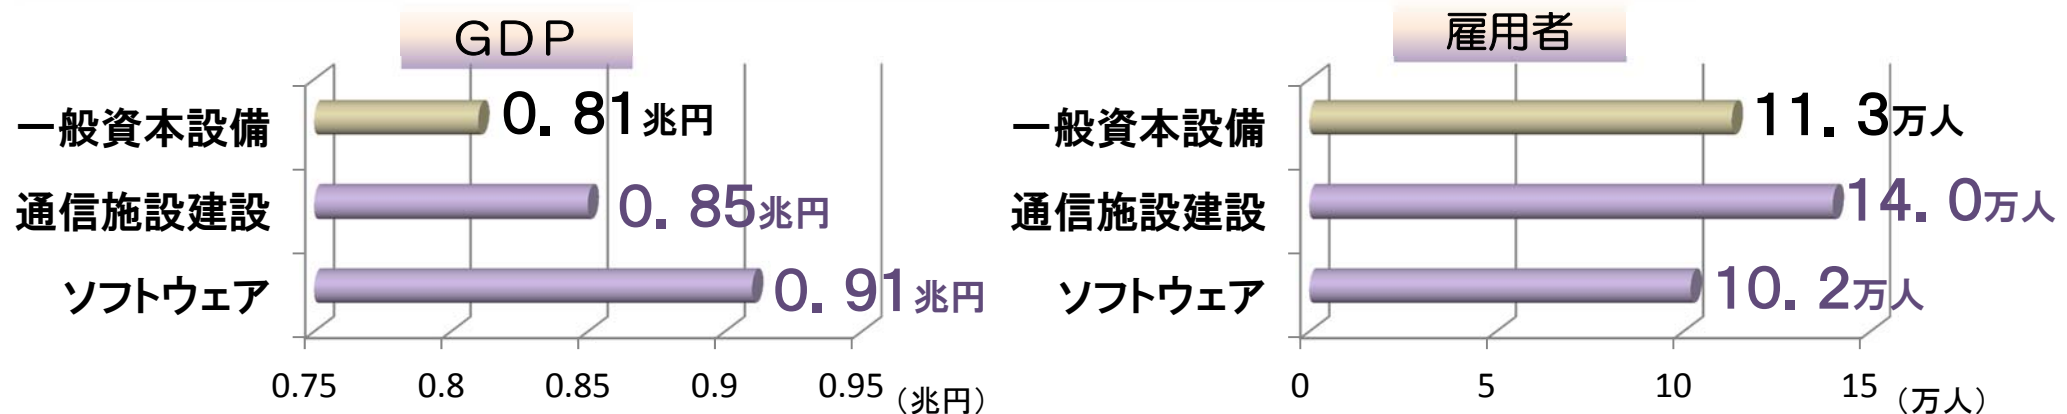 GDP
一般資本設備 0.81兆円
通信施設建設 0.85兆円
ソフトウェア 0.91兆円
0.75 0.8 0.85 0.9 0.95 (兆円)
雇用者
一般資本設備 11.3万人
通信施設建設 14.0万人
ソフトウェア 10.2万人
0 5 10 15 (万人)